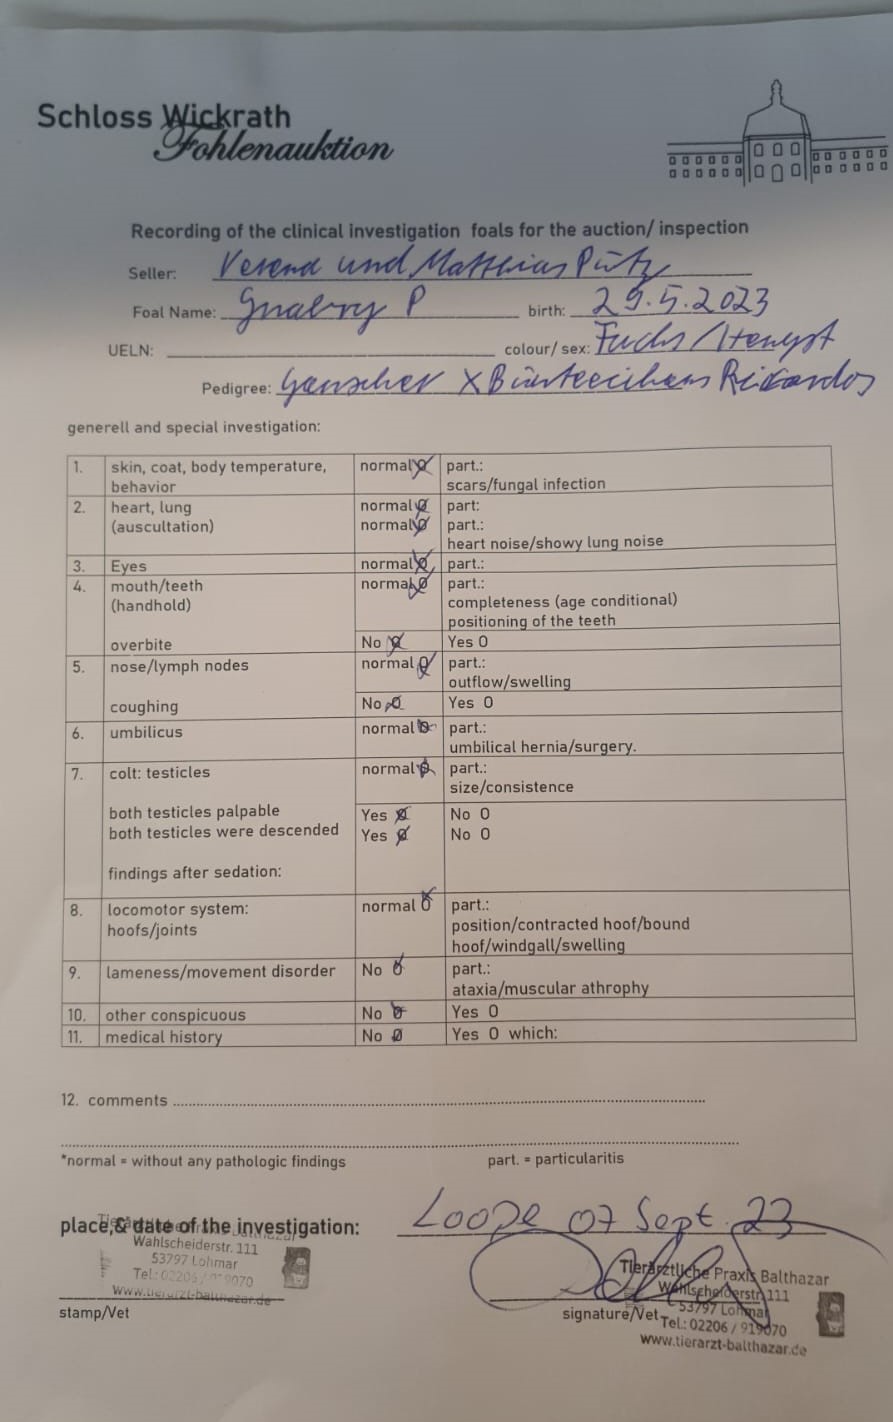 Schloss Wickrath
Fohlenauktion
Recording of the clinical investigation foals for the auction/ inspection
Seller: Verena und Matthias Pütz
Foal Name: Gnabry P birth: 29.5.2023
UELN: colour/ sex: Fuchs/Hengst
Pedigree: X Ricardos
generell and special investigation:
1. skin, coat, body temperature, normal part.:
behavior scars/fungal infection
2. heart, lung normal part:
(auscultation) normal part.:
heart noise/showy lung noise
3. Eyes normal part.:
4. mouth/teeth normal part.:
(handhold) completeness (age conditional)
positioning of the teeth
overbite No Yes O
5. nose/lymph nodes normal part.:
outflow/swelling
coughing No Yes O
6. umbilicus normal part.:
umbilical hernia/surgery.
7. colt: testicles normal part.:
size/consistence
both testicles palpable Yes No O
both testicles were descended Yes No O
findings after sedation:
8. locomotor system: normal part.:
hoofs/joints position/contracted hoof/bound
hoof/windgall/swelling
9. lameness/movement disorder No part.:
ataxia/muscular athrophy
10. other conspicuous No Yes O
11. medical history No Yes O which:
12. comments
*normal = without any pathologic findings part. = particularitis
place,& date of the investigation: Loope 07 Sept. 23
Tierärztliche Praxis Balthazar
Wahlscheiderstr. 111
53797 Lohmar
Tel.: 02206 / 919070
www.tierarzt-balthazar.de
stamp/Vet
Tierärztliche Praxis Balthazar
Wahlscheiderstr. 111
53797 Lohmar
signature/Vet
Tel.: 02206 / 919070
www.tierarzt-balthazar.de